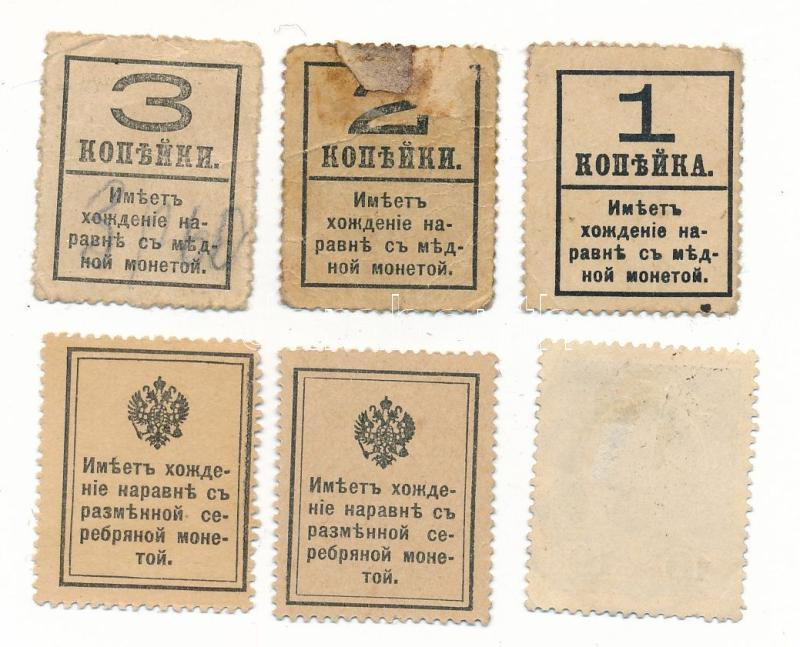 3
КОПѢЙКИ.
Имѣетъ
хожденіе на-
равнѣ съ мѣд-
ной монетой.
2
КОПѢЙКИ.
Имѣетъ
хожденіе на-
равнѣ съ мѣд-
ной монетой.
1
КОПѢЙКА.
Имѣетъ
хожденіе на-
равнѣ съ мѣд-
ной монетой.
Имѣетъ хожде-
ніе наравнѣ съ
размѣнной се-
ребряной моне-
той.
Имѣетъ хожде-
ніе наравнѣ съ
размѣнной се-
ребряной моне-
той.